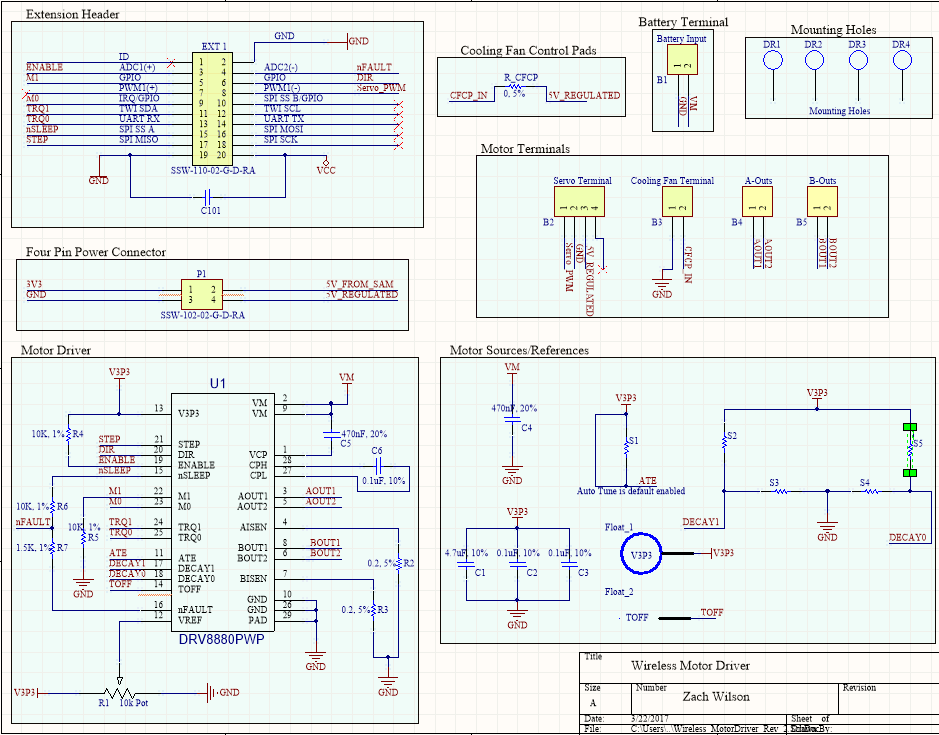 Extension Header
GND
GND
EXT 1
ID
ENABLE ADC1(+) 1 2 ADC2(-) nFAULT
M1 GPIO 3 4 GPIO DIR
PWM1(+) 5 6 PWM1(-) Servo_PWM
M0 IRQ/GPIO 7 8 SPI SS B/GPIO
TRQ1 TWI SDA 9 10 TWI SCL
TRQ0 UART RX 11 12 UART TX
nSLEEP SPI SS A 13 14 SPI MOSI
STEP SPI MISO 15 16 SPI SCK
17 18
19 20
SSW-110-02-G-D-RA
GND
VCC
C101
Cooling Fan Control Pads
R_CFCP
CFCP_IN 0, 5% 5V_REGULATED
Battery Terminal
Battery Input
1 2
B1
GND
VM
Mounting Holes
DR1 DR2 DR3 DR4
Mounting Holes
Motor Terminals
Servo Terminal Cooling Fan Terminal A-Outs B-Outs
1 2 3 4 1 2 1 2 1 2
B2 B3 B4 B5
Servo_PWM
GND
5V_REGULATED
CFCP_IN
GND
AOUT1
AOUT2
BOUT1
BOUT2
Four Pin Power Connector
P1
3V3 1 2 5V_FROM_SAM
GND 3 4 5V_REGULATED
SSW-102-02-G-D-RA
Motor Driver
V3P3
U1
VM
13 V3P3
VM 2
VM 9
10K, 1% R4
470nF, 20%
C5
STEP 21 STEP
DIR 20 DIR
ENABLE 19 ENABLE
nSLEEP 15 nSLEEP
VCP 1
CPH 28
CPL 27
C6
0.1uF, 10%
M1 22 M1
M0 23 M0
AOUT1 3 AOUT1
AOUT2 5 AOUT2
10K, 1% R6
nFAULT
10K, 1%
R5
1.5K, 1% R7
TRQ1 24 TRQ1
TRQ0 25 TRQ0
AISEN 4
BOUT1 8 BOUT1
BOUT2 6 BOUT2
ATE 11 ATE
DECAY1 17 DECAY1
DECAY0 18 DECAY0
TOFF 14 TOFF
BISEN 7
0.2, 5% R2
GND
16 nFAULT
12 VREF
GND 10
GND 26
PAD 29
0.2, 5% R3
DRV8880PWP
GND
GND
V3P3
R1 10k Pot
GND
Motor Sources/References
VM
470nF, 20%
C4
GND
V3P3
S1
ATE
Auto Tune is default enabled
V3P3
S2
S5
S3 S4
GND
DECAY1
DECAY0
V3P3
4.7uF, 10% 0.1uF, 10% 0.1uF, 10%
C1 C2 C3
GND
Float_1
V3P3 V3P3
Float_2
TOFF TOFF
Title
Wireless Motor Driver
Size Number Revision
A Zach Wilson
Date: 3/22/2017 Sheet of
File: C:\Users\..\Wireless_MotorDriver_Rev